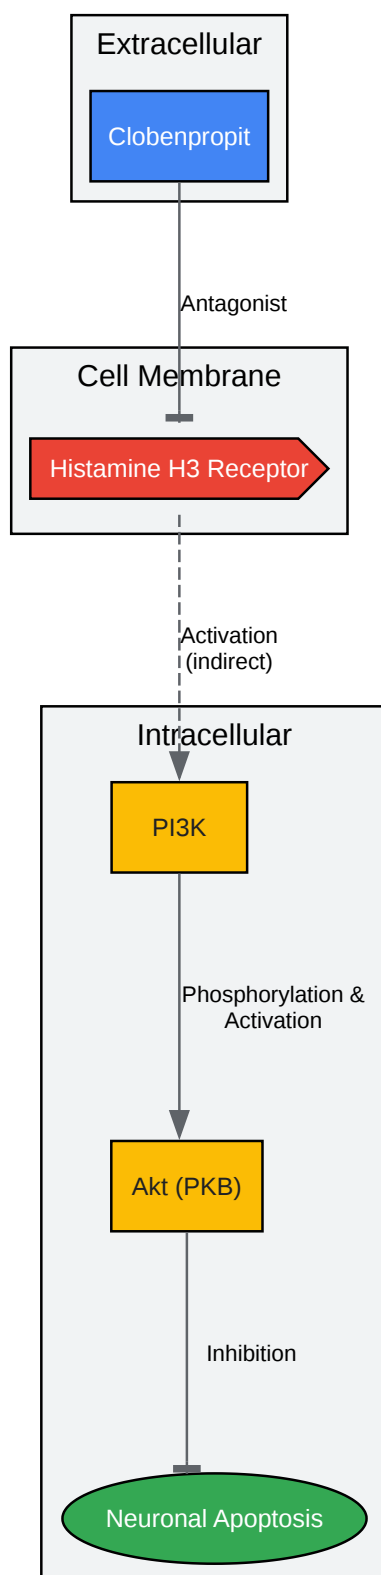 Extracellular
Clobenpropit
Antagonist
Cell Membrane
Histamine H3 Receptor
Activation
(indirect)
Intracellular
PI3K
Phosphorylation &
Activation
Akt (PKB)
Inhibition
Neuronal Apoptosis